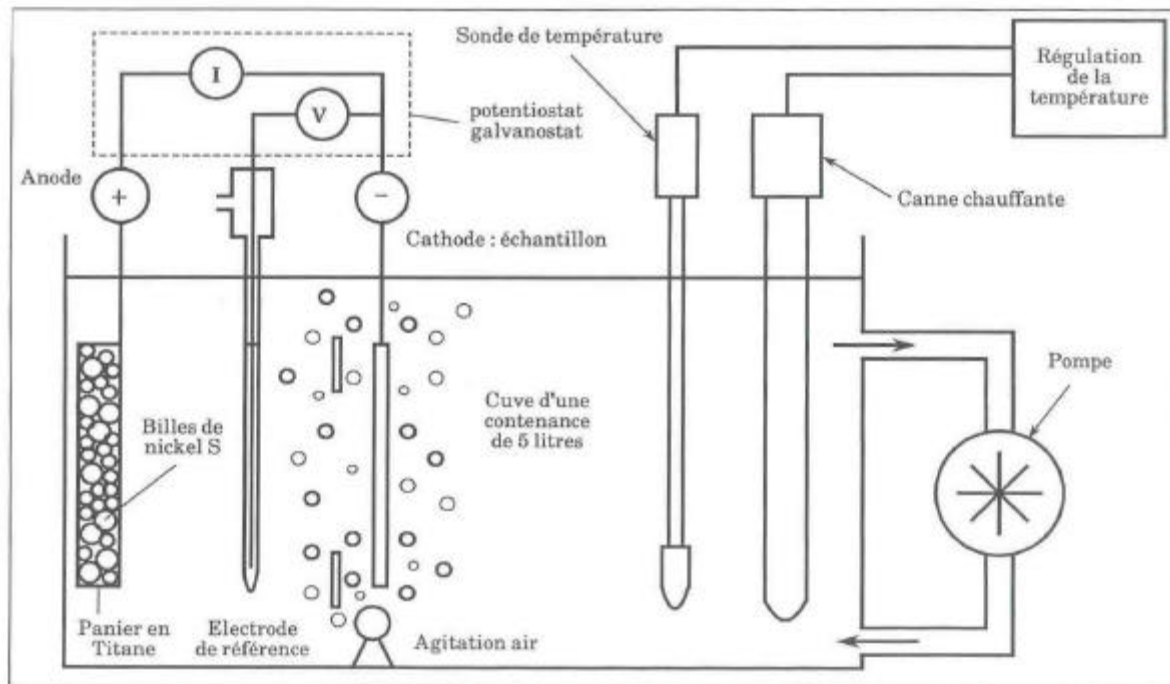 Sonde de température
Régulation
de la
température
I
V
potentiostat
galvanostat
Anode
+
−
Canne chauffante
Cathode : échantillon
Pompe
Cuve d'une
contenance
de 5 litres
Billes de
nickel S
Panier en
Titane
Electrode
de référence
Agitation air